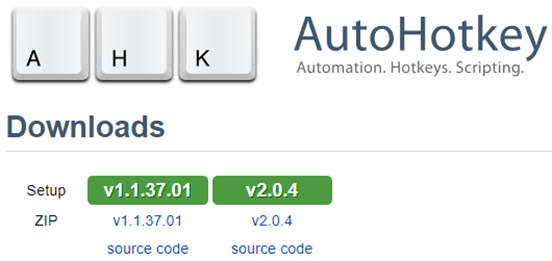 A H K AutoHotkey
Automation. Hotkeys. Scripting.
Downloads
Setup v1.1.37.01 v2.0.4
ZIP v1.1.37.01 v2.0.4
source code source code